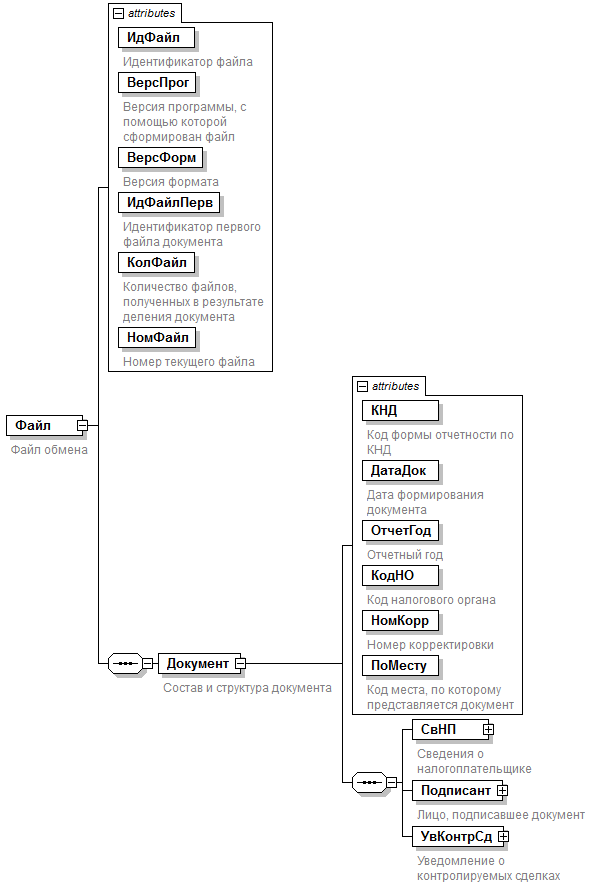 attributes
ИдФайл
Идентификатор файла
ВерсПрог
Версия программы, с
помощью которой
сформирован файл
ВерсФорм
Версия формата
ИдФайлПерв
Идентификатор первого
файла документа
КолФайл
Количество файлов,
полученных в результате
деления документа
НомФайл
Номер текущего файла
Файл
Файл обмена
attributes
КНД
Код формы отчетности по
КНД
ДатаДок
Дата формирования
документа
ОтчетГод
Отчетный год
КодНО
Код налогового органа
НомКорр
Номер корректировки
ПоМесту
Код места, по которому
представляется документ
Документ
Состав и структура документа
СвНП
Сведения о
налогоплательщике
Подписант
Лицо, подписавшее документ
УвКонтрСд
Уведомление о
контролируемых сделках